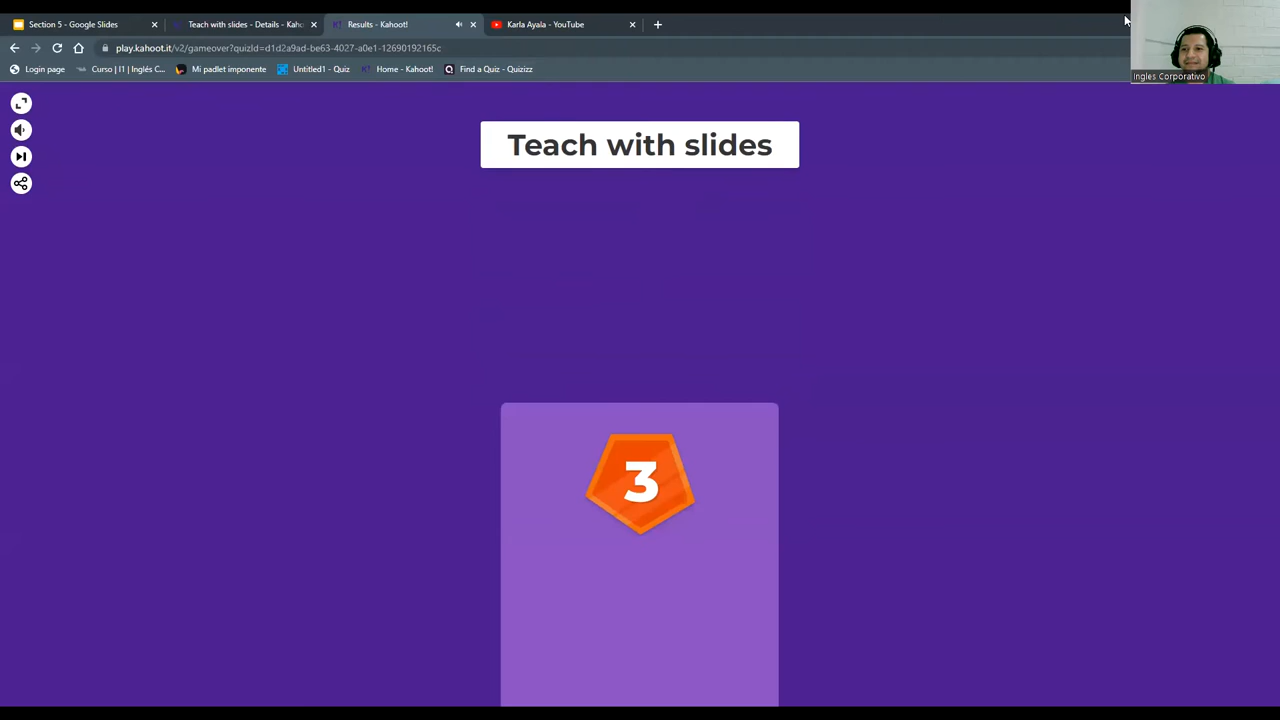 Section 5 - Google Slides
Teach with slides - Details - Kaho
K! Results - Kahoot!
Karla Ayala - YouTube
play.kahoot.it/v2/gameover?quizId=d1d2a9ad-be63-4027-a0e1-12690192165c
Login page
Curso | I1 | Inglés C...
Mi padlet imponente
Untitled1 - Quiz
K! Home - Kahoot!
Find a Quiz - Quizizz
Ingles Corporativo
Teach with slides
3